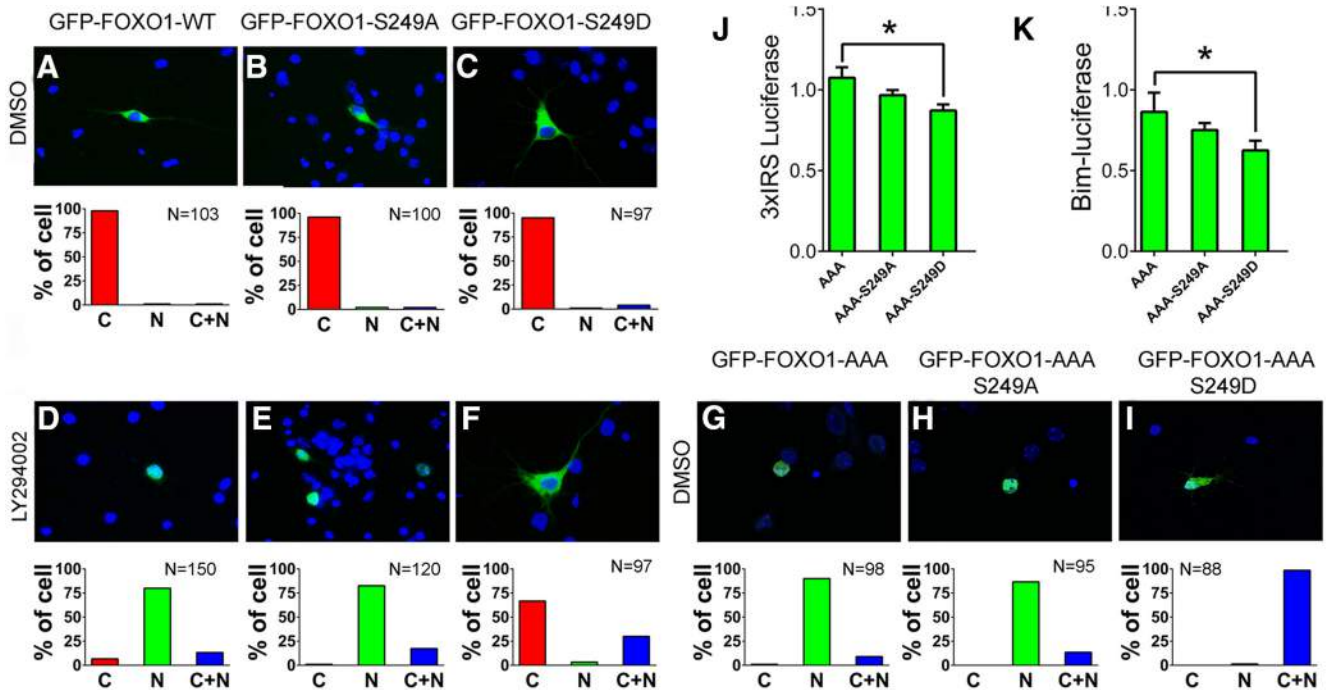 GFP-FOXO1-WT
GFP-FOXO1-S249A
GFP-FOXO1-S249D
DMSO
A
B
C
% of cell
100
75
50
25
0
N=103
C N C+N
% of cell
100
75
50
25
0
N=100
C N C+N
% of cell
100
75
50
25
0
N=97
C N C+N
J
3xIRS Luciferase
1.5
1.0
0.5
0.0
*
AAA
AAA-S249A
AAA-S249D
K
Bim-luciferase
1.5
1.0
0.5
0.0
*
AAA
AAA-S249A
AAA-S249D
LY294002
D
E
F
% of cell
100
75
50
25
0
N=150
C N C+N
% of cell
100
75
50
25
0
N=120
C N C+N
% of cell
100
75
50
25
0
N=97
C N C+N
GFP-FOXO1-AAA
GFP-FOXO1-AAA
S249A
GFP-FOXO1-AAA
S249D
DMSO
G
H
I
% of cell
100
75
50
25
0
N=98
C N C+N
% of cell
100
75
50
25
0
N=95
C N C+N
% of cell
100
75
50
25
0
N=88
C N C+N